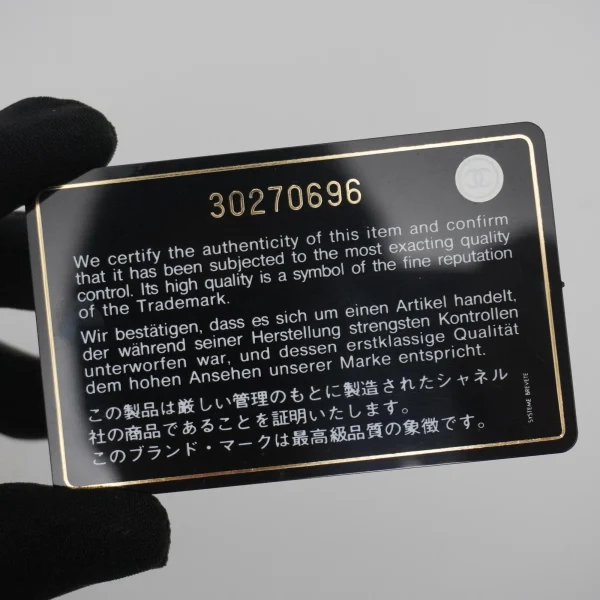 30270696
We certify the authenticity of this item and confirm
that it has been subjected to the most exacting quality
control. Its high quality is a symbol of the fine reputation
of the Trademark.
Wir bestätigen, dass es sich um einen Artikel handelt,
der während seiner Herstellung strengsten Kontrollen
unterworfen war, und dessen erstklassige Qualität
dem hohen Ansehen unserer Marke entspricht.
この製品は厳しい管理のもとに製造されたシャネル
社の商品であることを証明いたします。
このブランド・マークは最高級品質の象徴です。
SYSTEME BREVETE